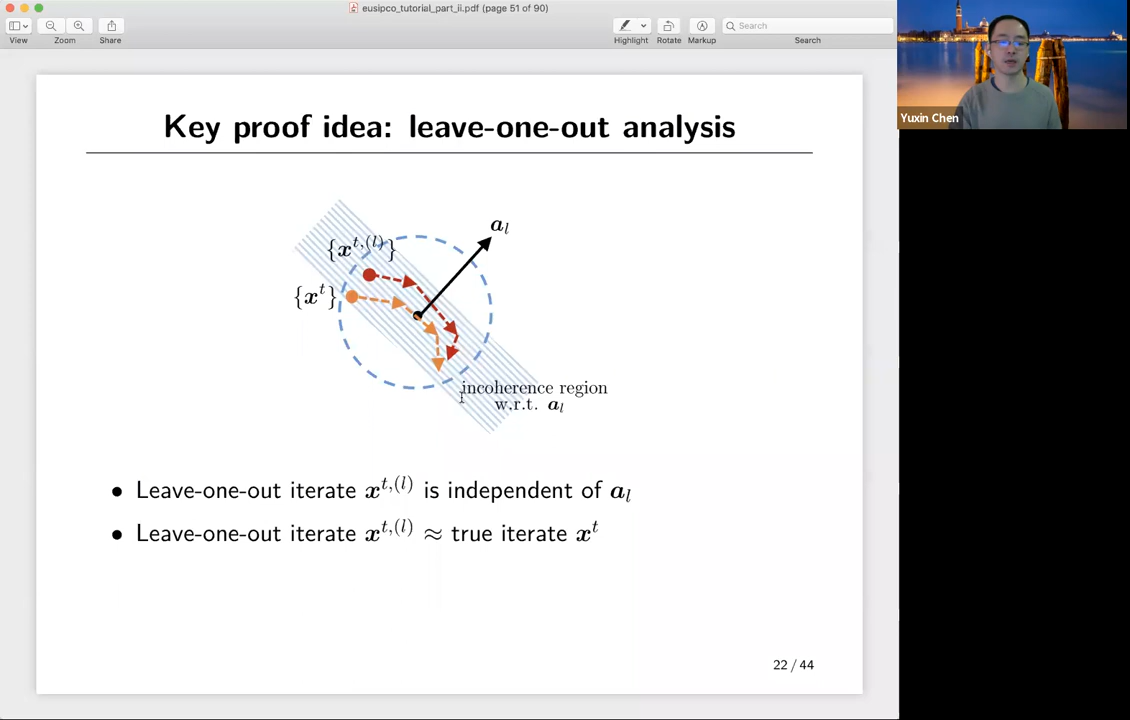 eusipco_tutorial_part_ii.pdf (page 51 of 90)
View Zoom Share Highlight Rotate Markup Search
Search
Yuxin Chen
Key proof idea: leave-one-out analysis
a_l
{x^{t,(l)}}
{x^t}
incoherence region
w.r.t. a_l
• Leave-one-out iterate x^{t,(l)} is independent of a_l
• Leave-one-out iterate x^{t,(l)} ≈ true iterate x^t
22 / 44